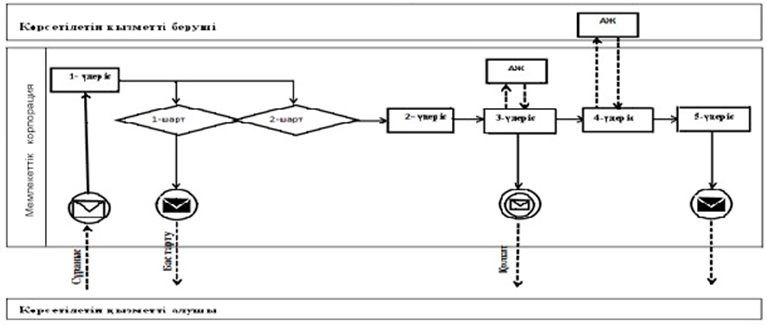 Көрсетілетін қызметті беруші
АЖ
Мемлекеттік корпорация
1- үдеріс
АЖ
1-шарт
2-шарт
2- үдеріс
3-үдеріс
4-үдеріс
5-үдеріс
Сұраныс
Бас тарту
Қолхат
Көрсетілетін қызметті алушы